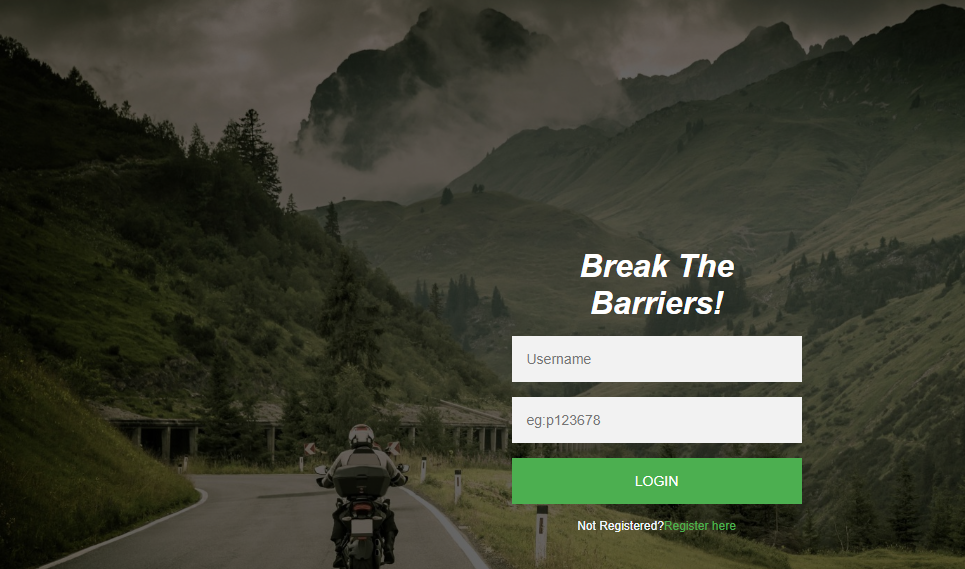 Break The
Barriers!
Username
eg:p123678
LOGIN
Not Registered?Register here